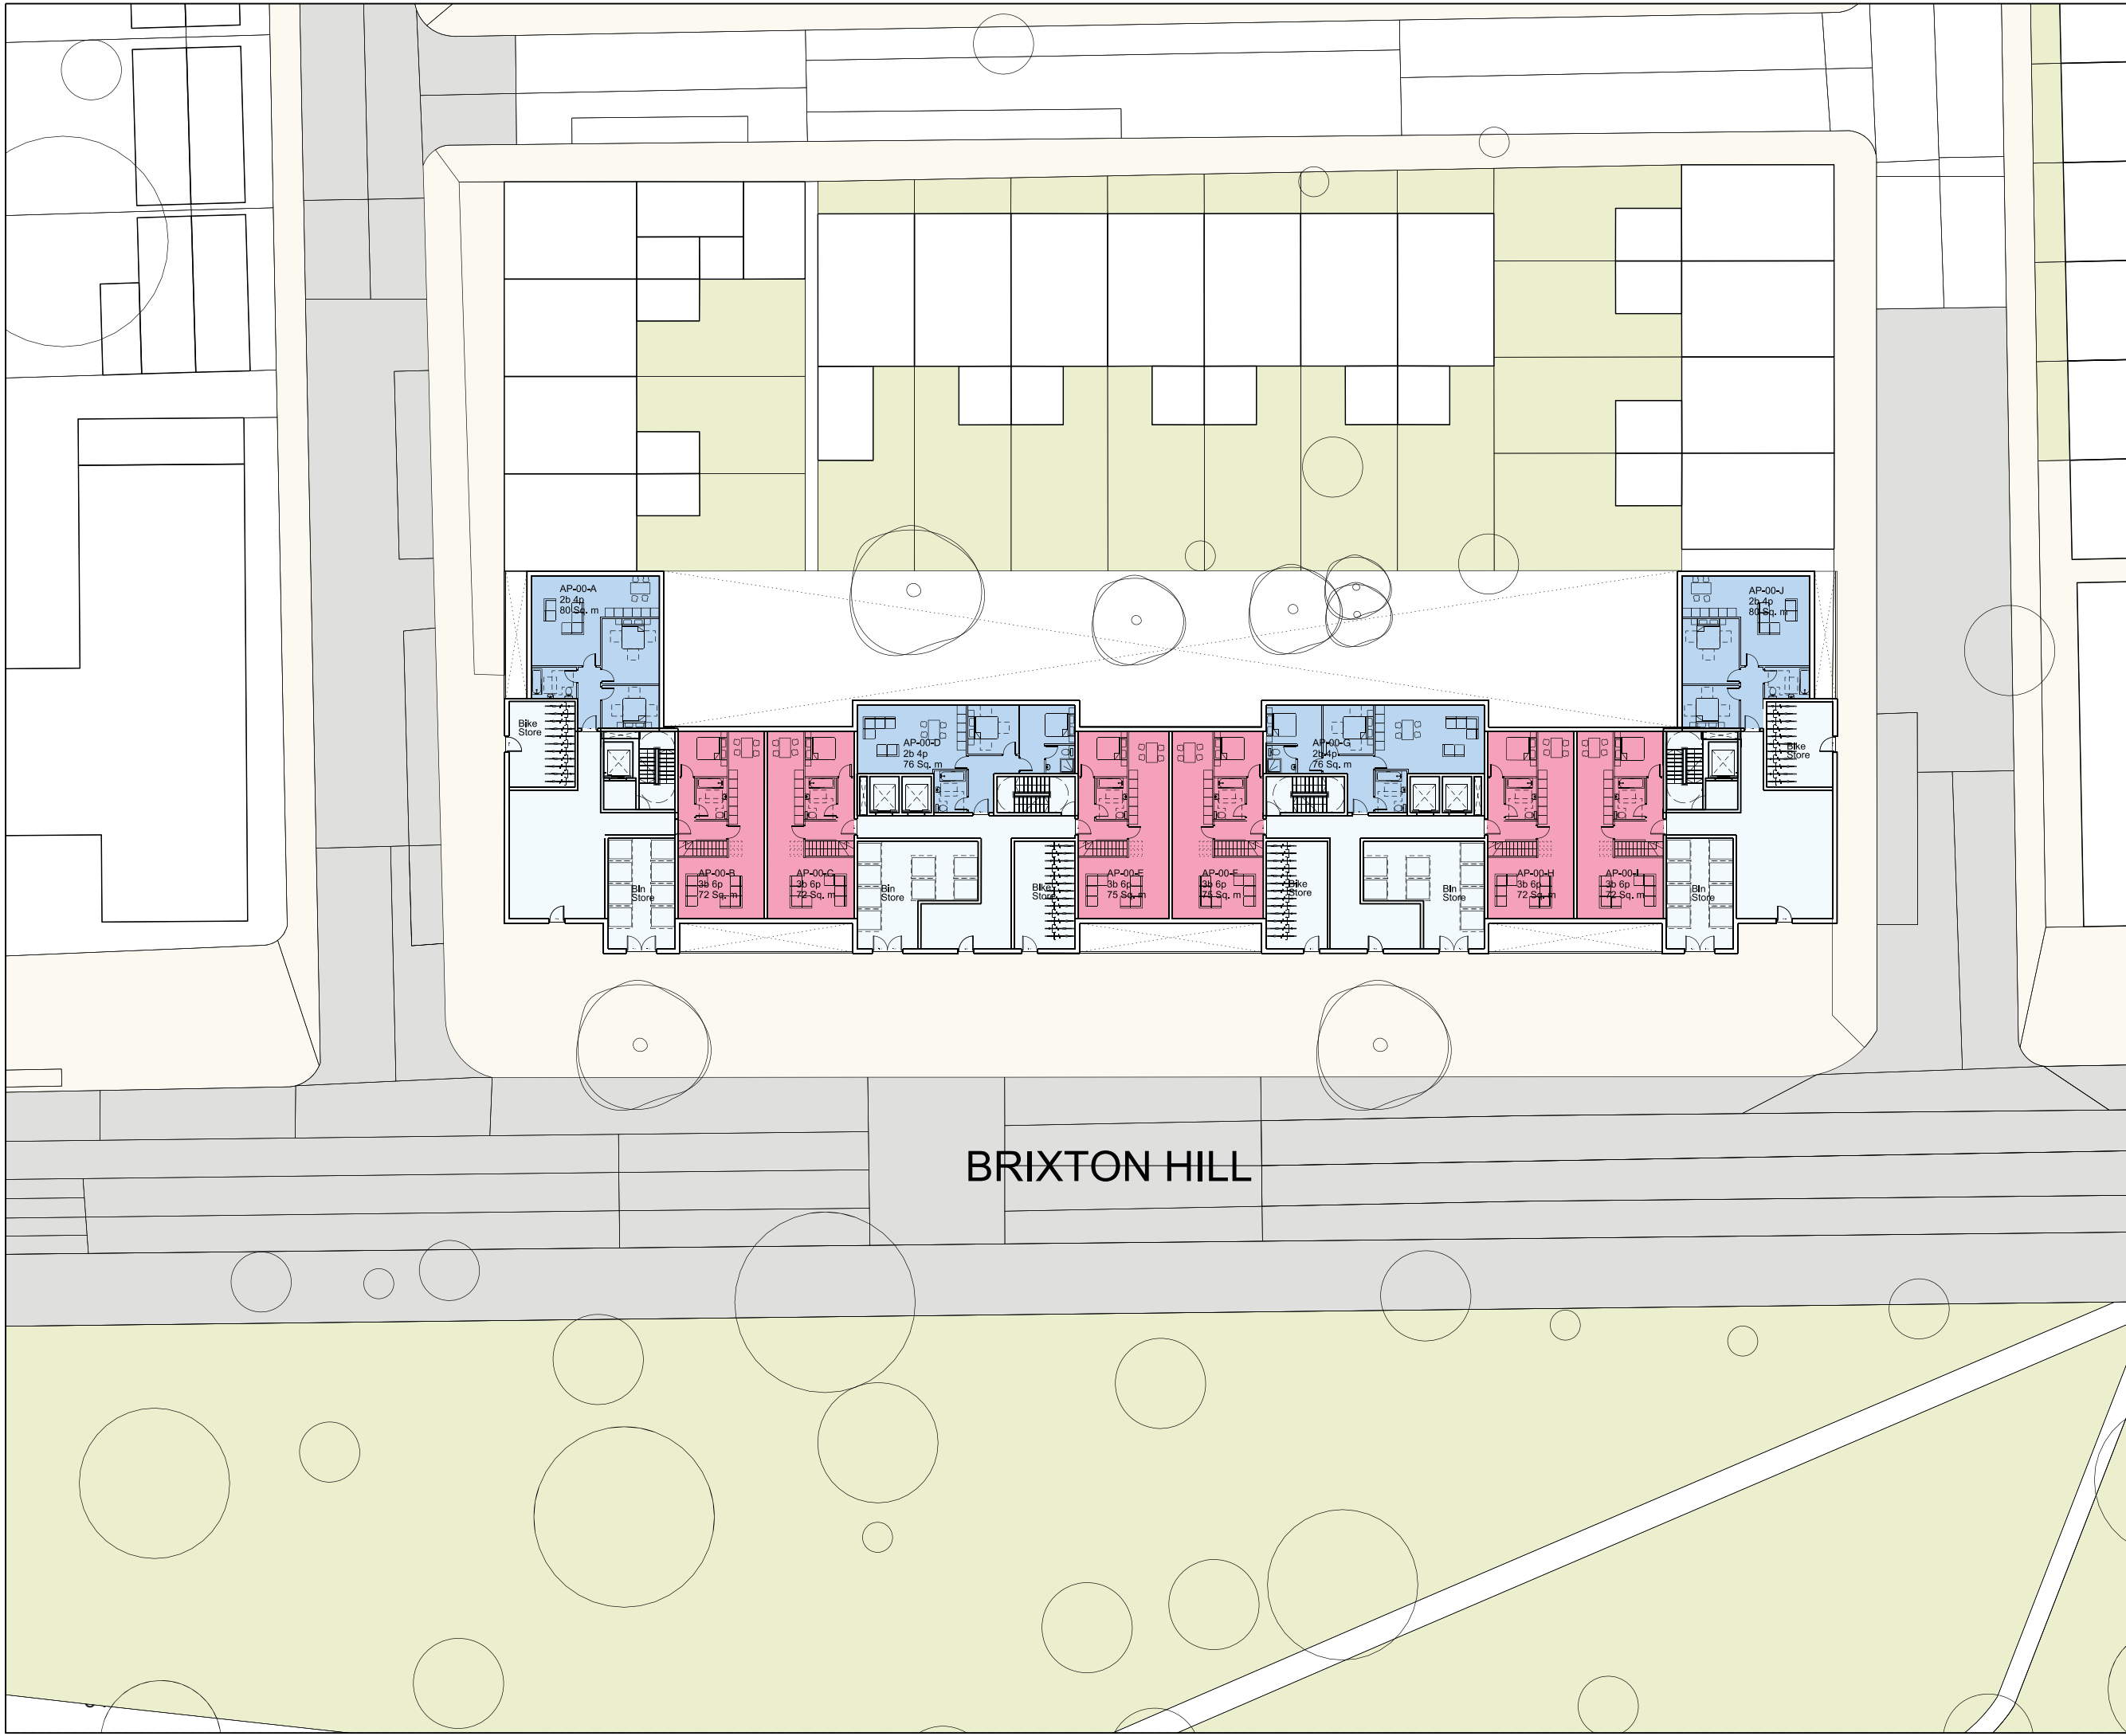 AP-00-A
2b 4p
80 Sq. m
AP-00-J
2b 4p
80 Sq. m
Bike
Store
AP-00-D
2b 4p
76 Sq. m
AP-00-G
2b 4p
76 Sq. m
Bike
Store
AP-00-B
3b 6p
72 Sq. m
AP-00-C
3b 6p
72 Sq. m
AP-00-E
3b 6p
75 Sq. m
3b 6p
75 Sq. m
AP-00-H
3b 6p
72 Sq. m
AP-00-I
3b 6p
72 Sq. m
Bin
Store
Bin
Store
Bike
Store
Bike
Store
Bin
Store
Bin
Store
BRIXTON HILL